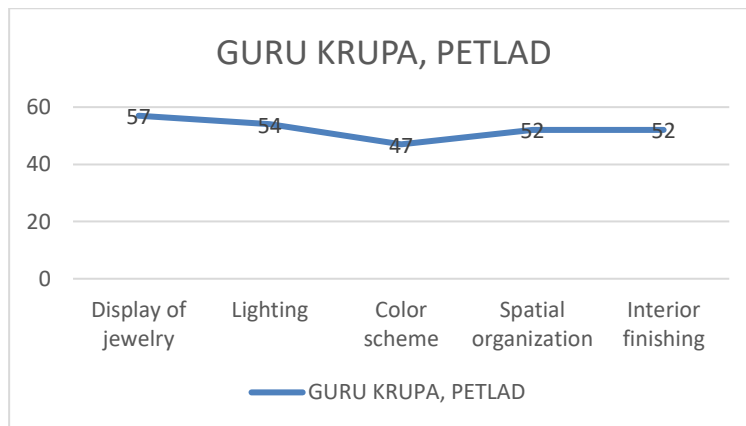 GURU KRUPA, PETLAD
60
57
54
47
52
52
40
20
0
Display of
jewelry
Lighting
Color
scheme
Spatial
organization
Interior
finishing
GURU KRUPA, PETLAD